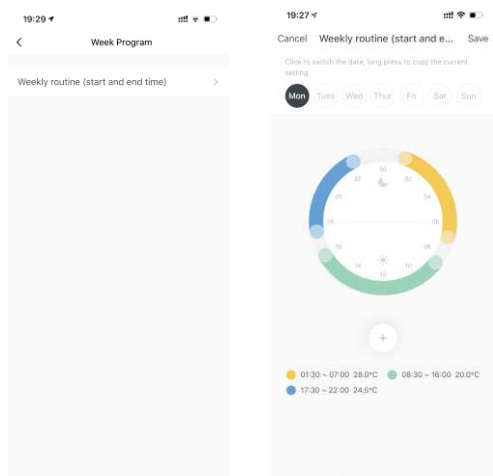 19:29
Week Program
Weekly routine (start and end time)
19:27
Cancel Weekly routine (start and e... Save
Click to switch the date, long press to copy the current
setting
Mon Tues Wed Thur Fri Sat Sun
00
02
04
06
08
10
12
14
16
18
20
22
+
01:30 ~ 07:00 28.0°C
08:30 ~ 16:00 20.0°C
17:30 ~ 22:00 24.5°C